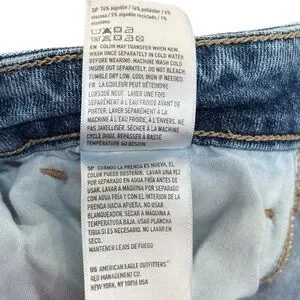 SP 74% algodón / 14% poliéster / 6%
Viscosa / 5% algodón reciclado / 1%
elastano
EN COLOR MAY TRANSFER WHEN NEW.
WASH ONCE SEPARATELY IN COLD WATER
BEFORE WEARING. MACHINE WASH COLD
INSIDE OUT SEPARATELY. DO NOT BLEACH.
TUMBLE DRY LOW. COOL IRON IF NEEDED.
FR LA COULEUR PEUT DÉTEINDRE
LORSQUE NEUF. LAVER UNE FOIS
SÉPARÉMENT À L'EAU FROIDE AVANT DE
PORTER. LAVER À LA MACHINE
SÉPARÉMENT À L'EAU FROIDE, À L'ENVERS.
NE PAS JAVELLISER. SÉCHER À LA MACHINE
CYCLE DOUX. REPASSER À BASSE
TEMPÉRATURE AU BESOIN.
SP CUANDO LA PRENDA ES NUEVA, EL
COLOR PUEDE DESTEÑIR. LAVAR UNA VEZ
POR SEPARADO EN AGUA FRÍA ANTES DE
USAR. LAVAR A MÁQUINA POR SEPARADO
CON AGUA FRÍA Y CON EL INTERIOR DE LA
PRENDA HACIA AFUERA. NO USAR
BLANQUEADOR. SECAR A MÁQUINA A
TEMPERATURA BAJA. USAR PLANCHA
TIBIA SI ES NECESARIO.
MANTENER LEJOS DE FUEGO
US AMERICAN EAGLE OUTFITTERS
AEO MANAGEMENT CO.
NEW YORK, NY 10016 USA